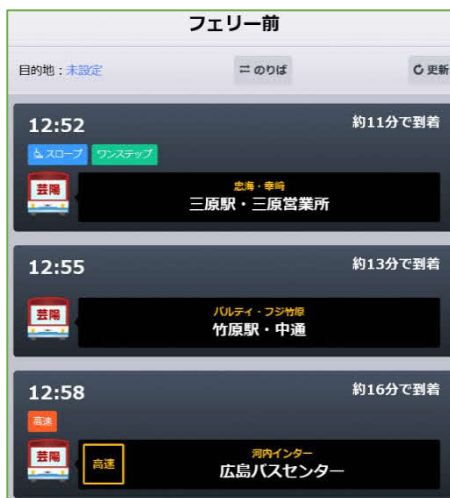 フェリー前
目的地：未設定 のりば 更新
12:52 約11分で到着
スロープ ワンステップ
芸陽 忠海・幸崎
三原駅・三原営業所
12:55 約13分で到着
芸陽 パルティ・フジ竹原
竹原駅・中通
12:58 約16分で到着
高速
芸陽 高速 河内インター
広島バスセンター